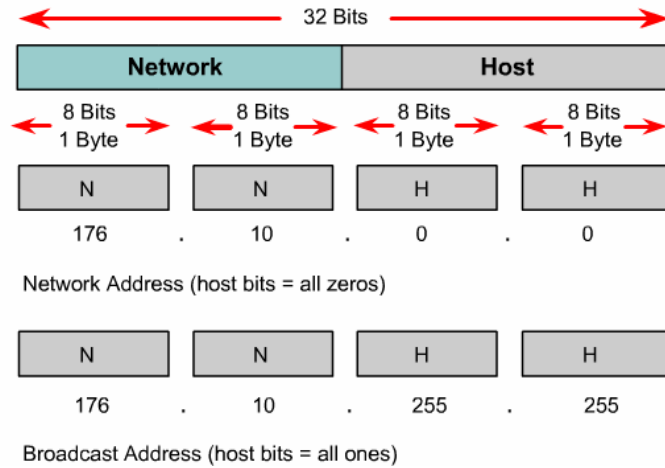 32 Bits
Network Host
8 Bits 8 Bits 8 Bits 8 Bits
1 Byte 1 Byte 1 Byte 1 Byte
N N H H
176 . 10 . 0 . 0
Network Address (host bits = all zeros)
N N H H
176 . 10 . 255 . 255
Broadcast Address (host bits = all ones)